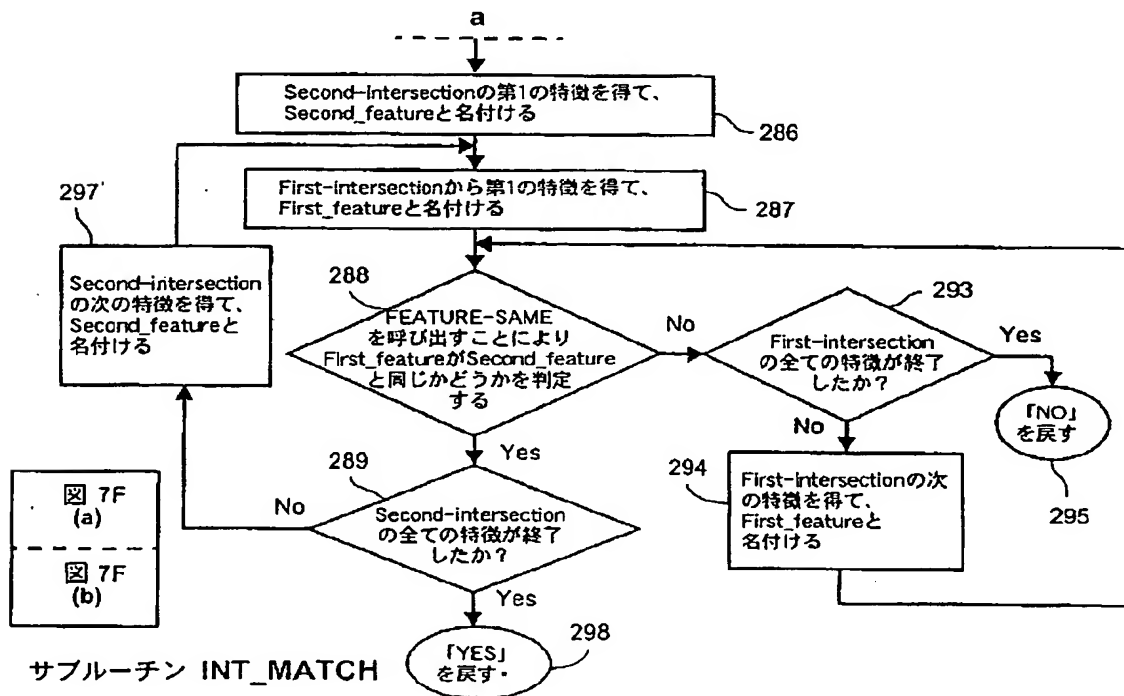 a
Second-intersectionの第1の特徴を得て、
Second_featureと名付ける
286
First-intersectionから第1の特徴を得て、
First_featureと名付ける
287
297'
Second-intersection
の次の特徴を得て、
Second_featureと
名付ける
288
FEATURE-SAME
を呼び出すことにより
First_featureがSecond_feature
と同じかどうかを判定
する
No
293
First-intersection
の全ての特徴が終了
したか?
Yes
「NO」
を戻す
295
No
294
First-intersectionの次
の特徴を得て、
First_featureと
名付ける
Yes
289
Second-intersection
の全ての特徴が終了
したか?
No
Yes
「YES」
を戻す・
298
図 7F
(a)
図 7F
(b)
サブルーチン INT_MATCH